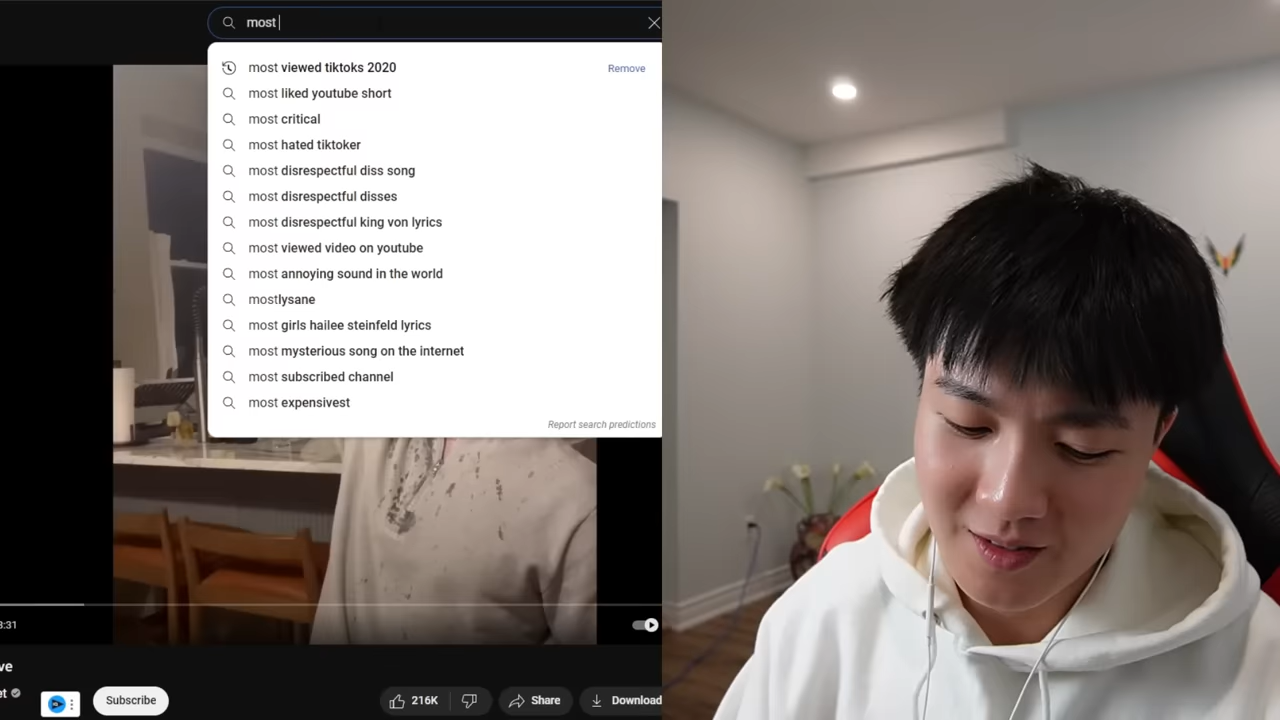 most
most viewed tiktoks 2020 Remove
most liked youtube short
most critical
most hated tiktoker
most disrespectful diss song
most disrespectful disses
most disrespectful king von lyrics
most viewed video on youtube
most annoying sound in the world
mostlysane
most girls hailee steinfeld lyrics
most mysterious song on the internet
most subscribed channel
most expensivest
Report search predictions
3:31
ve
et
Subscribe
216K
Share
Download